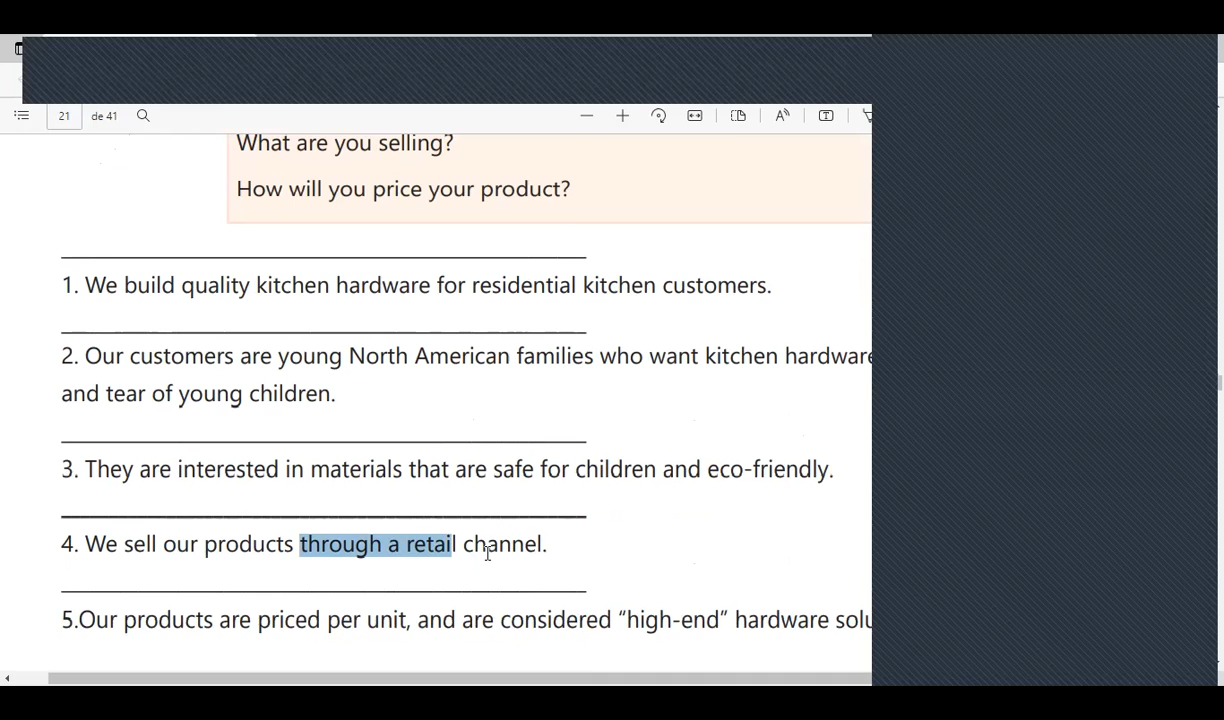 21 de 41
What are you selling?
How will you price your product?
1. We build quality kitchen hardware for residential kitchen customers.
2. Our customers are young North American families who want kitchen hardware
and tear of young children.
3. They are interested in materials that are safe for children and eco-friendly.
4. We sell our products through a retail channel.
5.Our products are priced per unit, and are considered “high-end” hardware solu